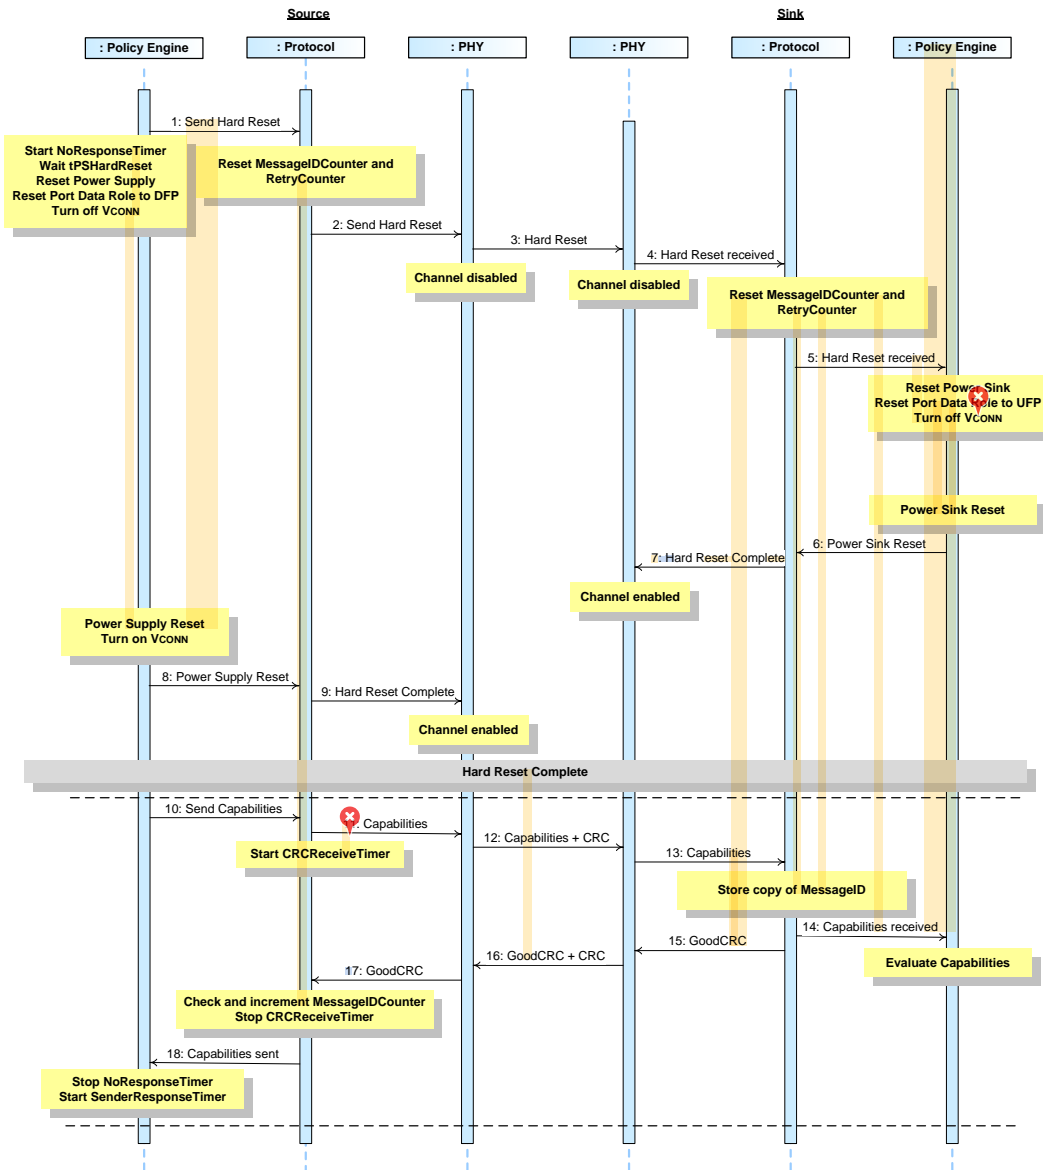 Source
Sink
: Policy Engine
: Protocol
: PHY
: PHY
: Protocol
: Policy Engine
1: Send Hard Reset
Start NoResponseTimer
Wait tPSHardReset
Reset Power Supply
Reset Port Data Role to DFP
Turn off VCONN
Reset MessageIDCounter and
RetryCounter
2: Send Hard Reset
3: Hard Reset
4: Hard Reset received
Channel disabled
Channel disabled
Reset MessageIDCounter and
RetryCounter
5: Hard Reset received
Reset Power Sink
Reset Port Data Role to UFP
Turn off VCONN
Power Sink Reset
6: Power Sink Reset
7: Hard Reset Complete
Channel enabled
Power Supply Reset
Turn on VCONN
8: Power Supply Reset
9: Hard Reset Complete
Channel enabled
Hard Reset Complete
10: Send Capabilities
11: Capabilities
Start CRCReceiveTimer
12: Capabilities + CRC
13: Capabilities
Store copy of MessageID
14: Capabilities received
15: GoodCRC
16: GoodCRC + CRC
17: GoodCRC
Evaluate Capabilities
Check and increment MessageIDCounter
Stop CRCReceiveTimer
18: Capabilities sent
Stop NoResponseTimer
Start SenderResponseTimer